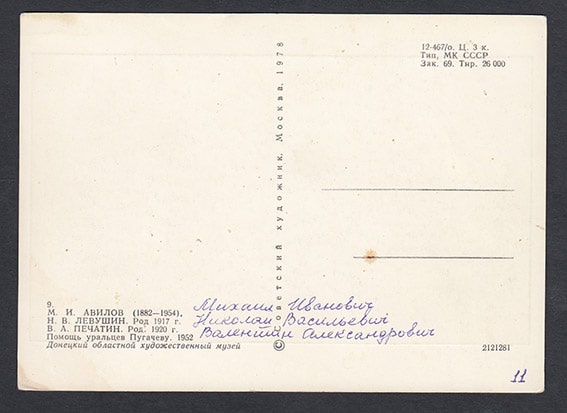 12-467/о. Ц. 3 к.
Тип. МК СССР
Зак. 69. Тир. 26 000
© Советский художник. Москва. 1978
9.
М. И. АВИЛОВ (1882—1954),
Н. В. ЛЕВУШИН. Род 1917 г.
В. А. ПЕЧАТИН. Род. 1920 г.
Помощь уральцев Пугачеву. 1952
Донецкий областной художественный музей
Михаил Иванович
Николай Васильевич
Валентин Александрович
2121281
11